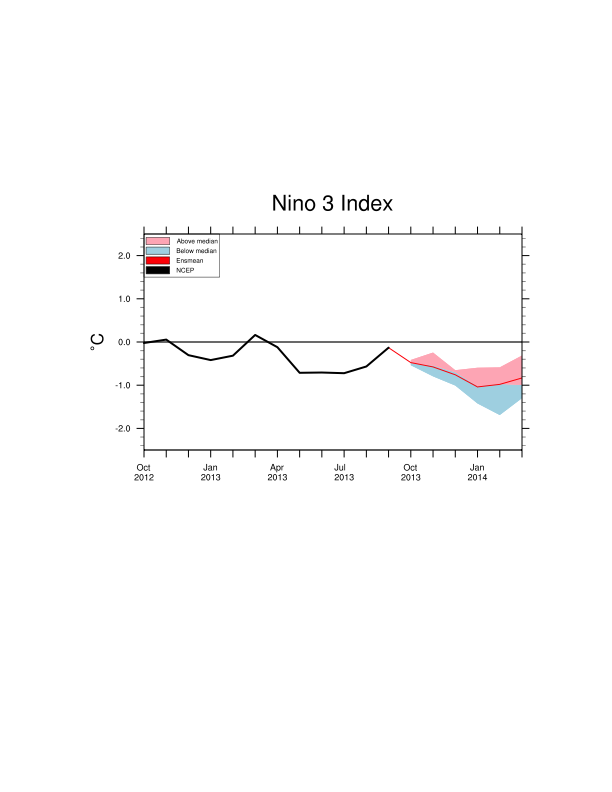 Nino 3 Index
Above median
Below median
Ensmean
NCEP
°C
2.0
1.0
0.0
-1.0
-2.0
Oct Jan Apr Jul Oct Jan
2012 2013 2013 2013 2013 2014